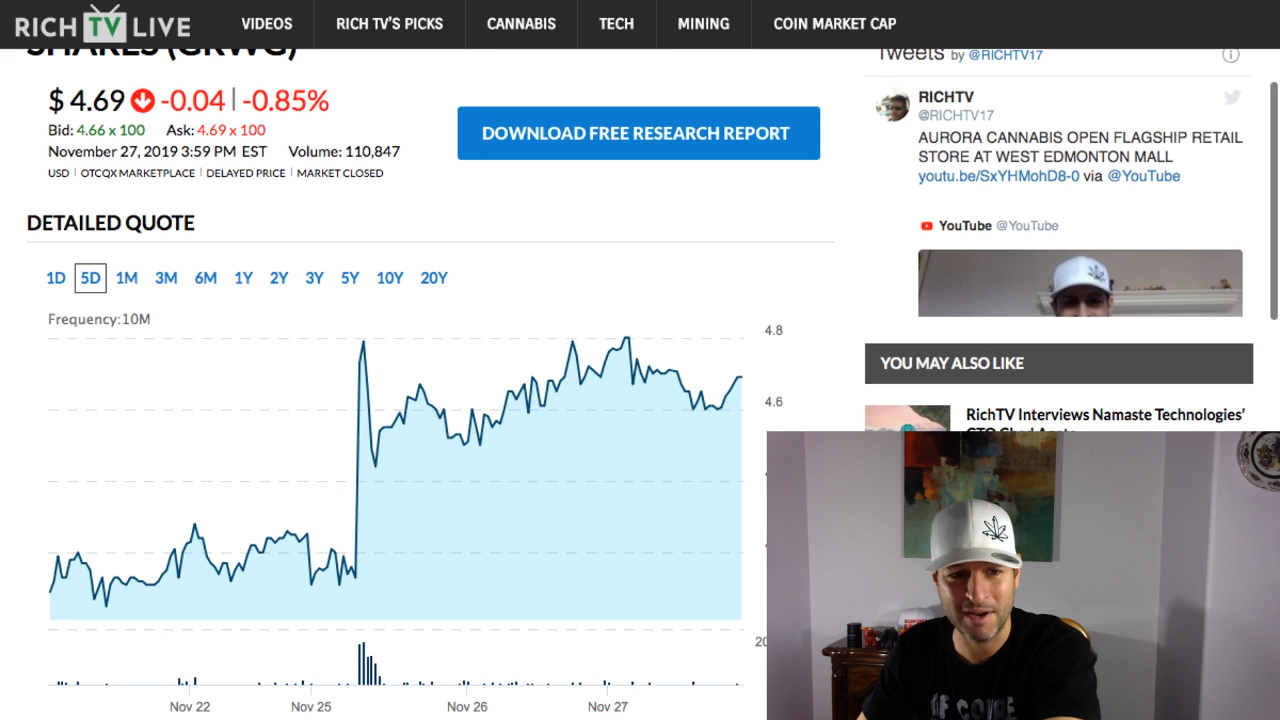 RICH TV LIVE
VIDEOS
RICH TV'S PICKS
CANNABIS
TECH
MINING
COIN MARKET CAP
SHARES (GRWG)
$ 4.69 -0.04 | -0.85%
Bid: 4.66 x 100 Ask: 4.69 x 100
November 27, 2019 3:59 PM EST Volume: 110,847
USD | OTCQX MARKETPLACE | DELAYED PRICE | MARKET CLOSED
DOWNLOAD FREE RESEARCH REPORT
DETAILED QUOTE
1D 5D 1M 3M 6M 1Y 2Y 3Y 5Y 10Y 20Y
Frequency:10M
4.8
4.6
20
Nov 22 Nov 25 Nov 26 Nov 27
Tweets by @RICHTV17
RICHTV
@RICHTV17
AURORA CANNABIS OPEN FLAGSHIP RETAIL
STORE AT WEST EDMONTON MALL
youtu.be/SxYHMohD8-0 via @YouTube
YouTube @YouTube
YOU MAY ALSO LIKE
RichTV Interviews Namaste Technologies'